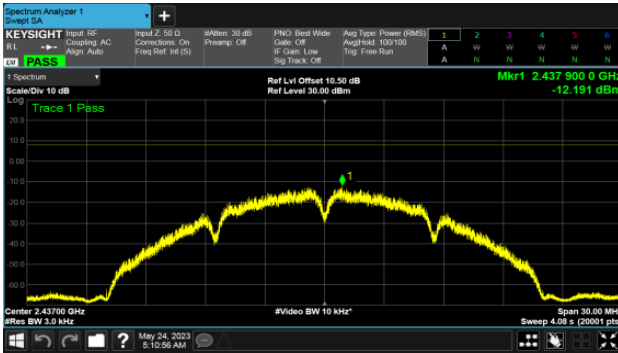 Spectrum Analyzer 1
Swept SA
KEYSIGHT
RL
LXI
PASS
Input: RF
Coupling: AC
Align: Auto
Input Z: 50 Ω
Corrections: On
Freq Ref: Int (S)
#Atten: 30 dB
Preamp: Off
PNO: Best Wide
Gate: Off
IF Gain: Low
Sig Track: Off
Avg Type: Power (RMS)
Avg|Hold: 100/100
Trig: Free Run
1 2 3 4 5 6
A W W W W W
A N N N N N
1 Spectrum
Scale/Div 10 dB
Ref Lvl Offset 10.50 dB
Ref Level 30.00 dBm
Mkr1 2.437 900 0 GHz
-12.191 dBm
Log
Trace 1 Pass
20.0
10.0
0.00
-10.0
-20.0
-30.0
-40.0
-50.0
-60.0
1
Center 2.43700 GHz
#Res BW 3.0 kHz
#Video BW 10 kHz*
Span 30.00 MHz
Sweep 4.08 s (20001 pts)
?
May 24, 2023
5:10:56 AM